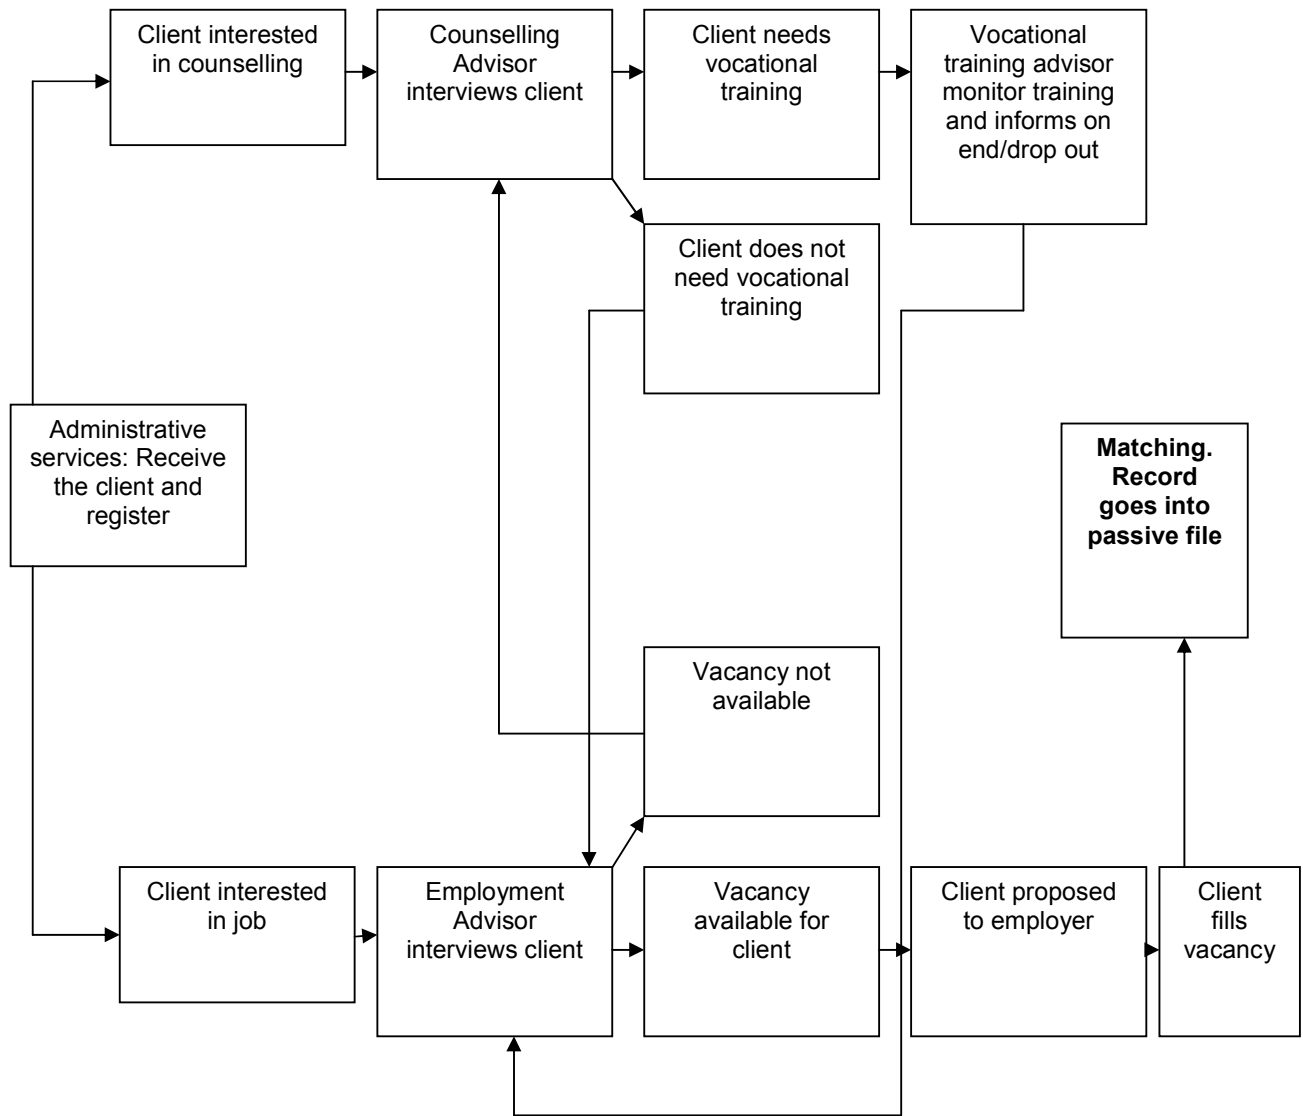 Client interested
in counselling
Counselling
Advisor
interviews client
Client needs
vocational
training
Vocational
training advisor
monitor training
and informs on
end/drop out
Client does not
need vocational
training
Administrative
services: Receive
the client and
register
Matching.
Record
goes into
passive file
Vacancy not
available
Client interested
in job
Employment
Advisor
interviews client
Vacancy
available for
client
Client proposed
to employer
Client
fills
vacancy